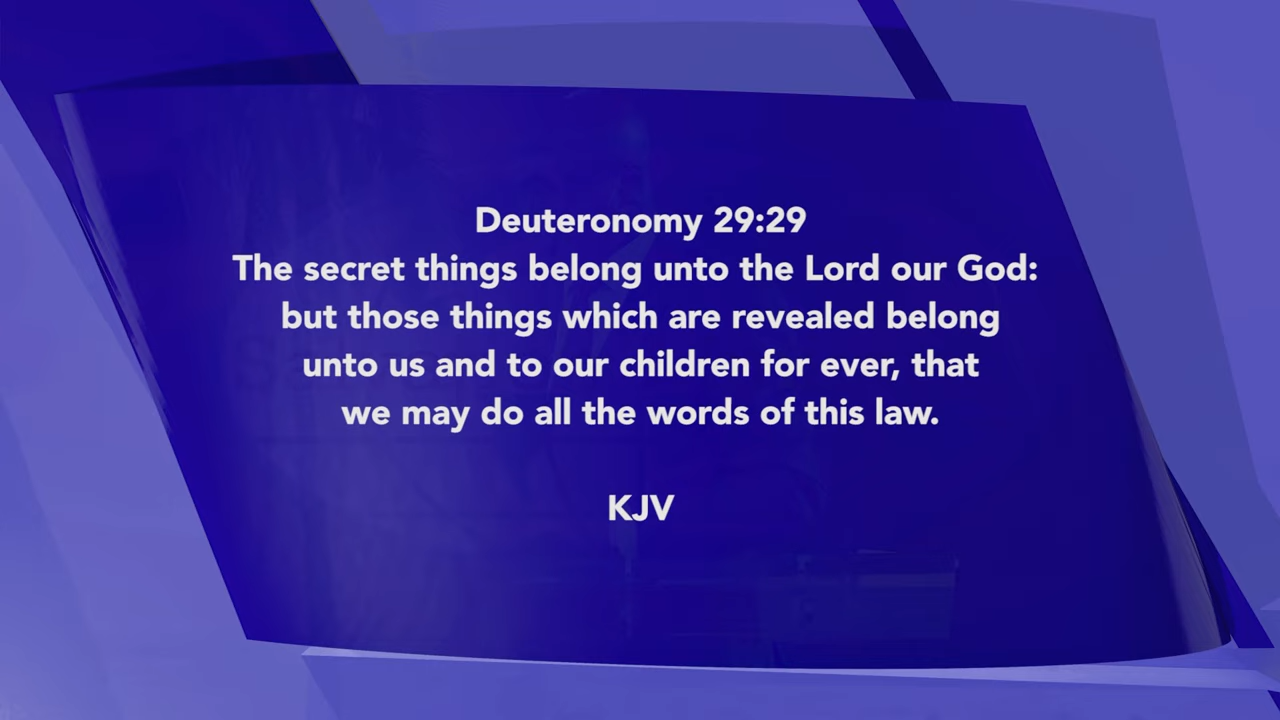 Deuteronomy 29:29
The secret things belong unto the Lord our God:
but those things which are revealed belong
unto us and to our children for ever, that
we may do all the words of this law.
KJV